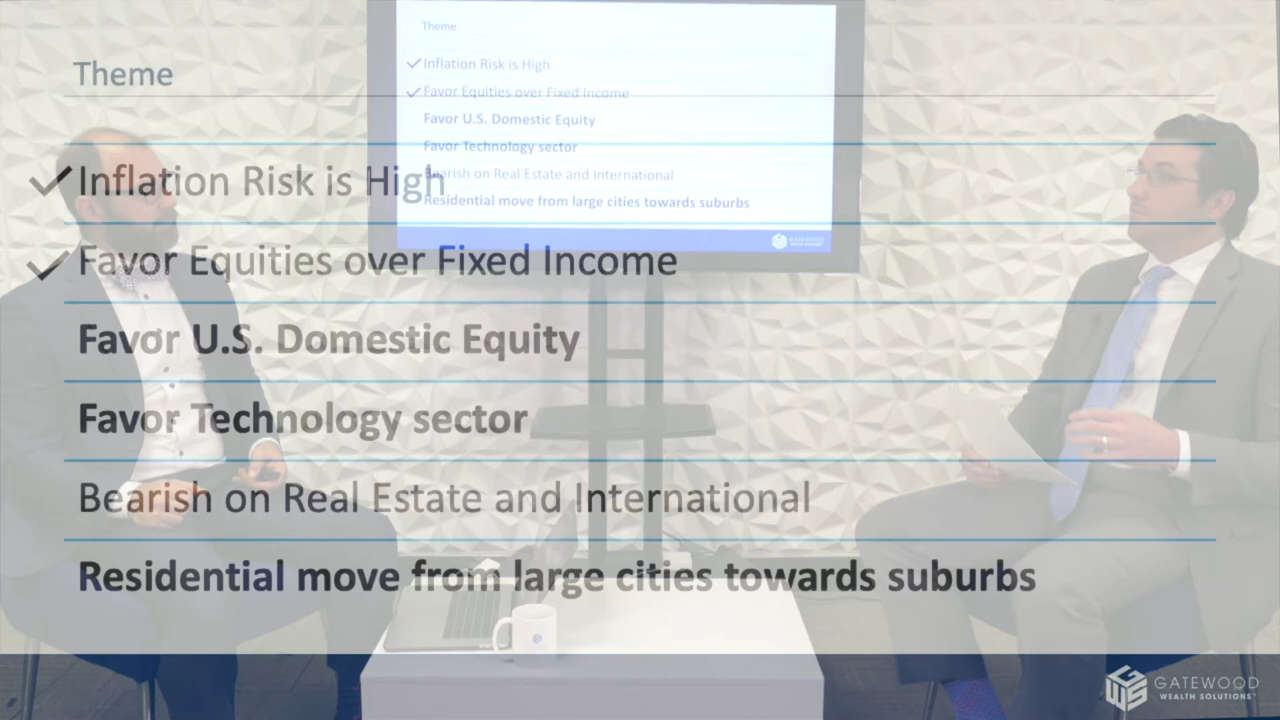 Theme
Inflation Risk is High
Favor Equities over Fixed Income
Favor U.S. Domestic Equity
Favor Technology sector
Bearish on Real Estate and International
Residential move from large cities towards suburbs
GATEWOOD
WEALTH SOLUTIONS
Theme
Inflation Risk is High
Favor Equities over Fixed Income
Favor U.S. Domestic Equity
Favor Technology sector
Bearish on Real Estate and International
Residential move from large cities towards suburbs
GATEWOOD
WEALTH SOLUTIONS